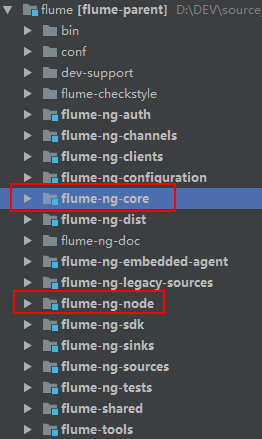 flume [flume-parent] D:\DEV\source
bin
conf
dev-support
flume-checkstyle
flume-ng-auth
flume-ng-channels
flume-ng-clients
flume-ng-configuration
flume-ng-core
flume-ng-dist
flume-ng-doc
flume-ng-embedded-agent
flume-ng-legacy-sources
flume-ng-node
flume-ng-sdk
flume-ng-sinks
flume-ng-sources
flume-ng-tests
flume-shared
flume-tools